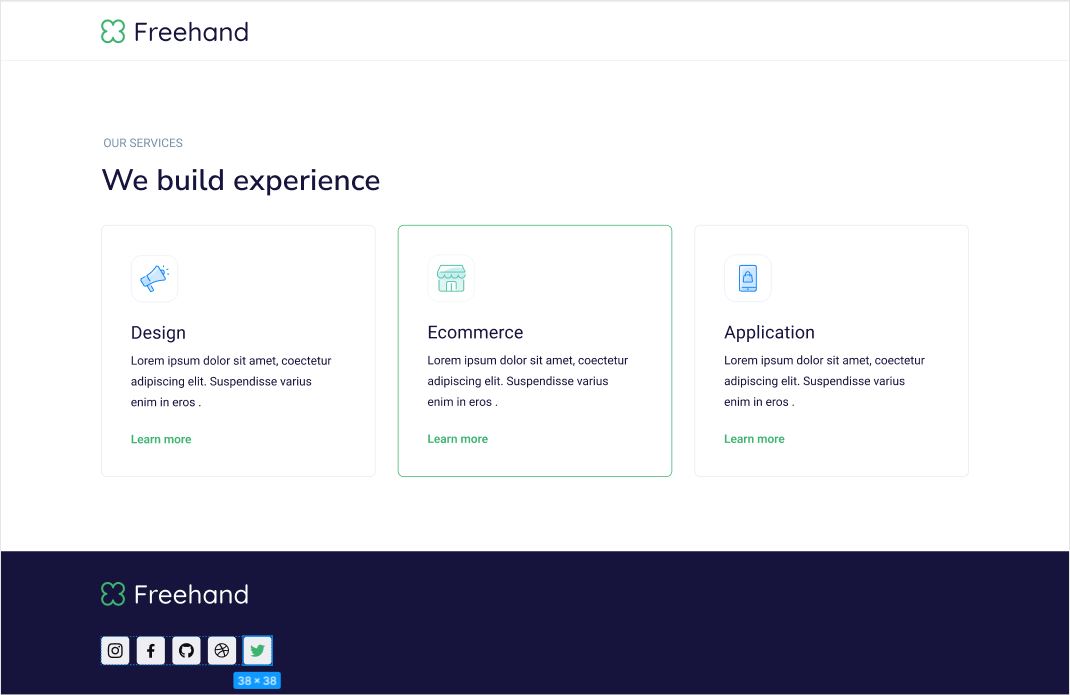 Freehand
OUR SERVICES
We build experience
Design
Lorem ipsum dolor sit amet, coectetur
adipiscing elit. Suspendisse varius
enim in eros .
Learn more
Ecommerce
Lorem ipsum dolor sit amet, coectetur
adipiscing elit. Suspendisse varius
enim in eros .
Learn more
Application
Lorem ipsum dolor sit amet, coectetur
adipiscing elit. Suspendisse varius
enim in eros .
Learn more
Freehand
38 × 38